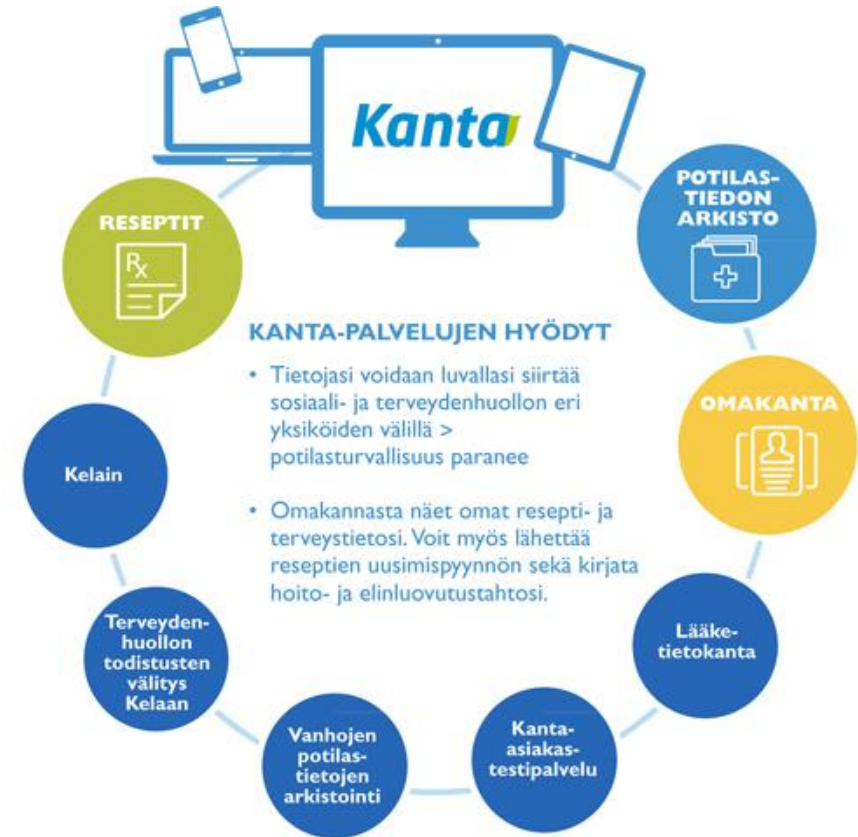 Kanta
RESEPTIT
Rx
POTILAS-
TIEDON
ARKISTO
KANTA-PALVELUJEN HYÖDYT
• Tietojasi voidaan luvallasi siirtää
sosiaali- ja terveydenhuollon eri
yksiköiden välillä >
potilasturvallisuus paranee
• Omakannasta näet omat resepti- ja
terveystietosi. Voit myös lähettää
reseptien uusimispyynnön sekä kirjata
hoito- ja elinluovutustahtosi.
OMAKANTA
Kelain
Lääke-
tietokanta
Terveyden-
huollon
todistusten
välitys
Kelaan
Vanhojen
potilas-
tietojen
arkistointi
Kanta-
asiakas-
testipalvelu